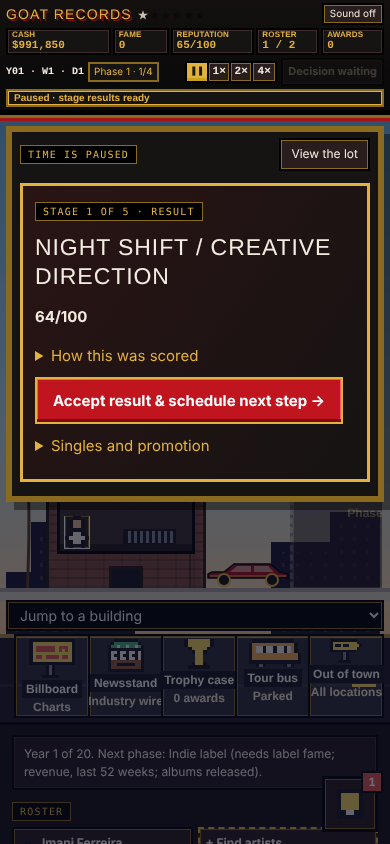 GOAT RECORDS ★ ★★★★★★
Sound off
CASH
$991,850
FAME
0
REPUTATION
65/100
ROSTER
1 / 2
AWARDS
0
Y01 · W1 · D1
Phase 1 · 1/4
1×
2×
4×
Decision waiting
Paused · stage results ready
TIME IS PAUSED
View the lot
STAGE 1 OF 5 · RESULT
NIGHT SHIFT / CREATIVE
DIRECTION
64/100
▶ How this was scored
Accept result & schedule next step →
▶ Singles and promotion
Phase
Jump to a building
Billboard
Charts
Newsstand
Industry wire
Trophy case
0 awards
Tour bus
Parked
Out of town
All locations
Year 1 of 20. Next phase: Indie label (needs label fame;
revenue, last 52 weeks; albums released).
1
ROSTER
Imani Ferreira
+ Find artists